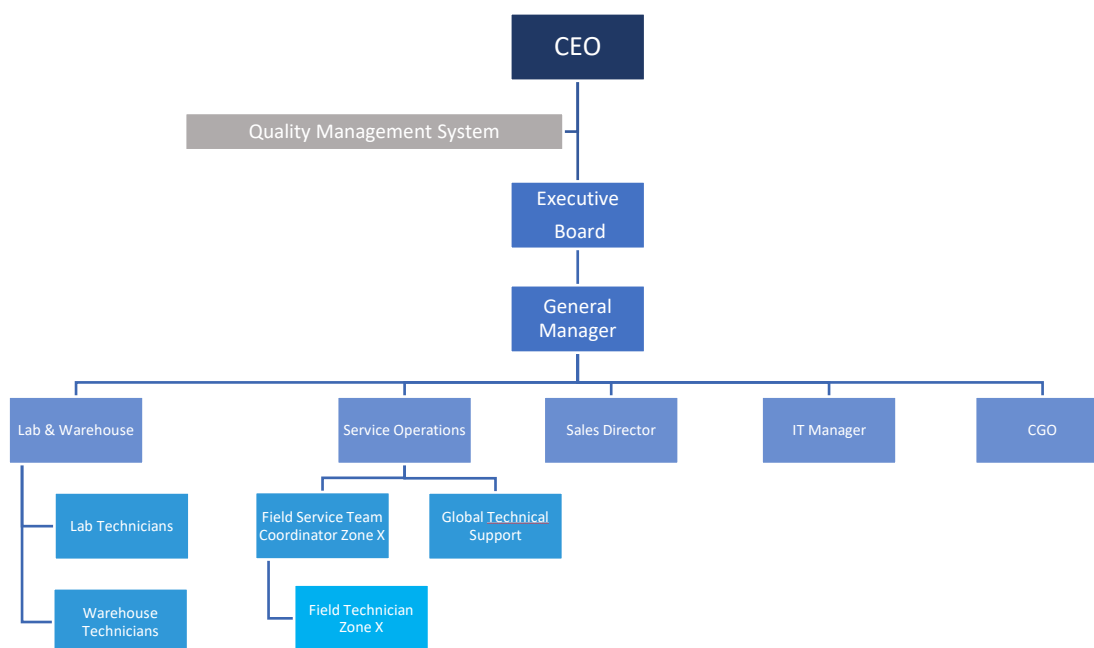 CEO
Quality Management System
Executive
Board
General
Manager
Lab & Warehouse
Service Operations
Sales Director
IT Manager
CGO
Lab Technicians
Field Service Team
Coordinator Zone X
Global Technical
Support
Warehouse
Technicians
Field Technician
Zone X